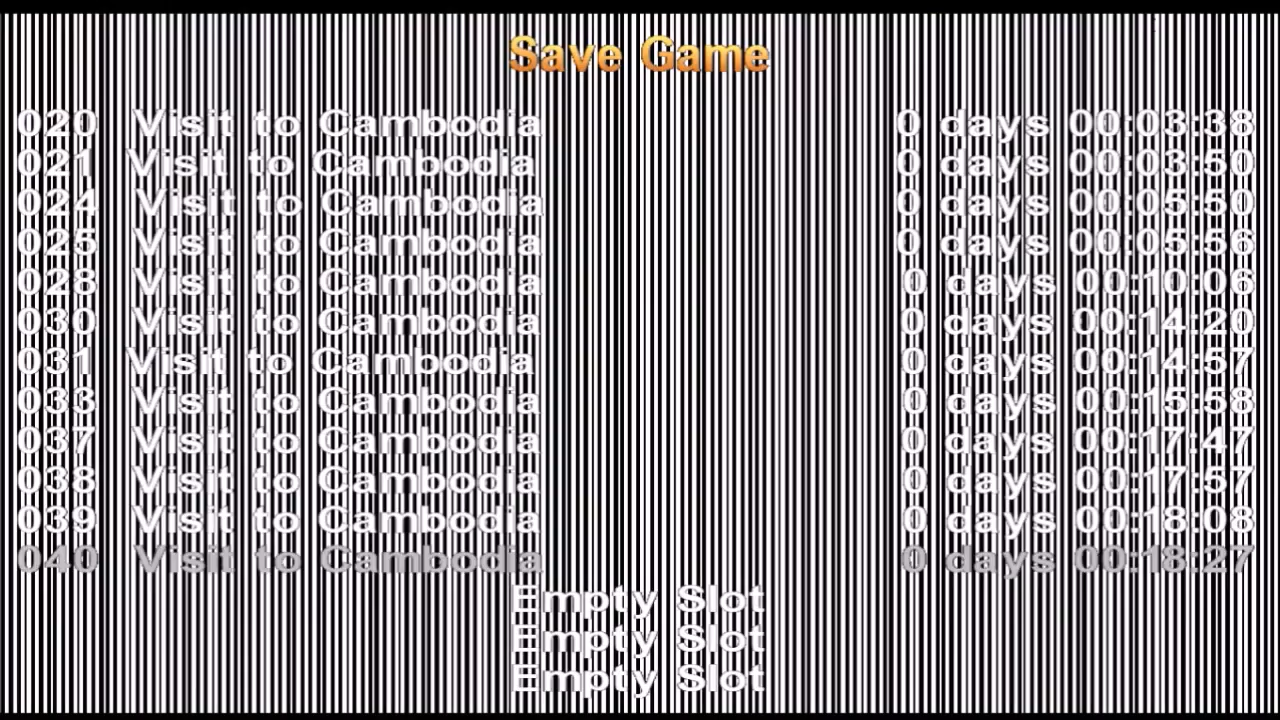 Save Game
020 Visit to Cambodia 0 days 00:03:38
021 Visit to Cambodia 0 days 00:03:50
024 Visit to Cambodia 0 days 00:05:50
025 Visit to Cambodia 0 days 00:05:56
028 Visit to Cambodia 0 days 00:10:06
030 Visit to Cambodia 0 days 00:14:20
031 Visit to Cambodia 0 days 00:14:57
033 Visit to Cambodia 0 days 00:15:58
037 Visit to Cambodia 0 days 00:17:47
038 Visit to Cambodia 0 days 00:17:57
039 Visit to Cambodia 0 days 00:18:08
040 Visit to Cambodia 0 days 00:18:27
Empty Slot
Empty Slot
Empty Slot